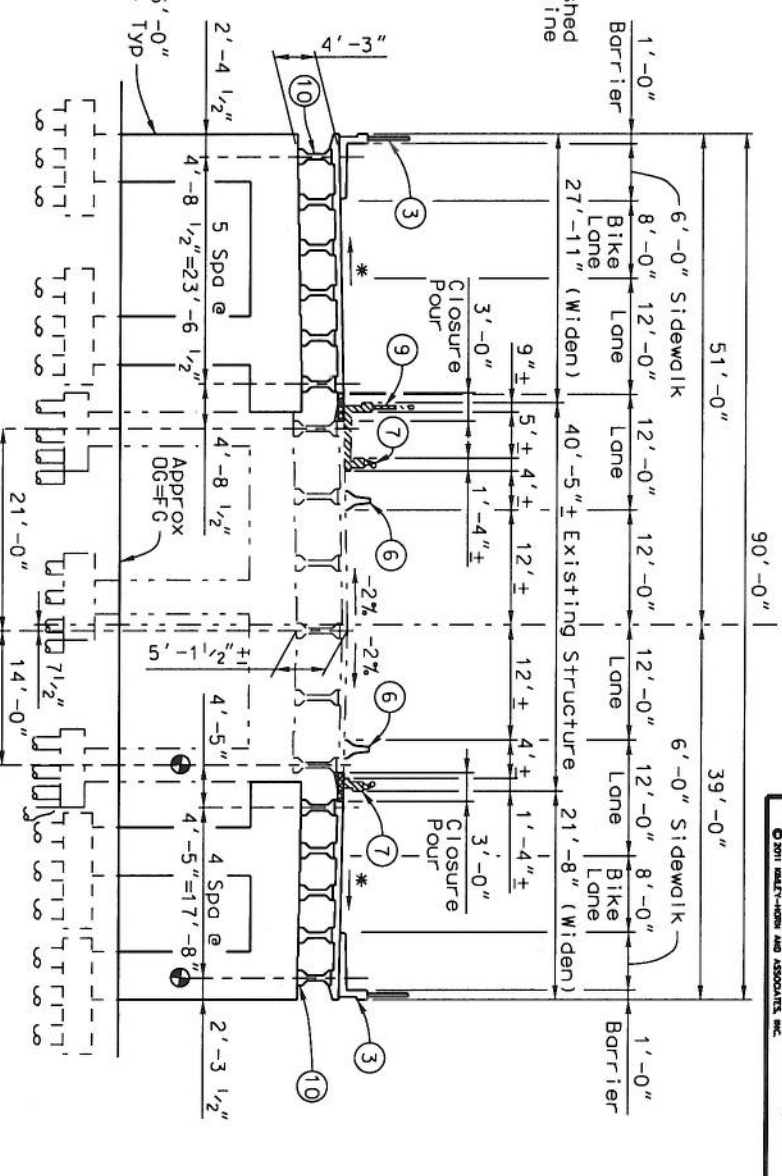 © 2011 KIMLEY-HORN AND ASSOCIATES, INC.
90'-0"
51'-0"
39'-0"
1'-0"
Barrier
6'-0" Sidewalk
8'-0"
Bike
Lane
12'-0"
Lane
12'-0"
Lane
12'-0"
12'-0"
Lane
12'-0"
Lane
8'-0"
Bike
Lane
6'-0" Sidewalk
1'-0"
Barrier
27'-11" (Widen)
40'-5"± Existing Structure
21'-8" (Widen)
9"±
5'±
4'±
12'±
12'±
4'±
1'-4"±
3'-0"
Closure
Pour
1'-4"±
3'-0"
Closure
Pour
shed
ine
3
*
9
7
6
-2%
-2%
6
7
*
3
4'-3"
10
10
5'-1 1/2"±
2'-4 1/2"
5 Spa @
4'-8 1/2"=23'-6 1/2"
4'-8 1/2"
4'-5"
4 Spa @
4'-5"=17'-8"
2'-3 1/2"
Approx
OG=FG
'-0"
Typ
21'-0"
7 1/2"
14'-0"